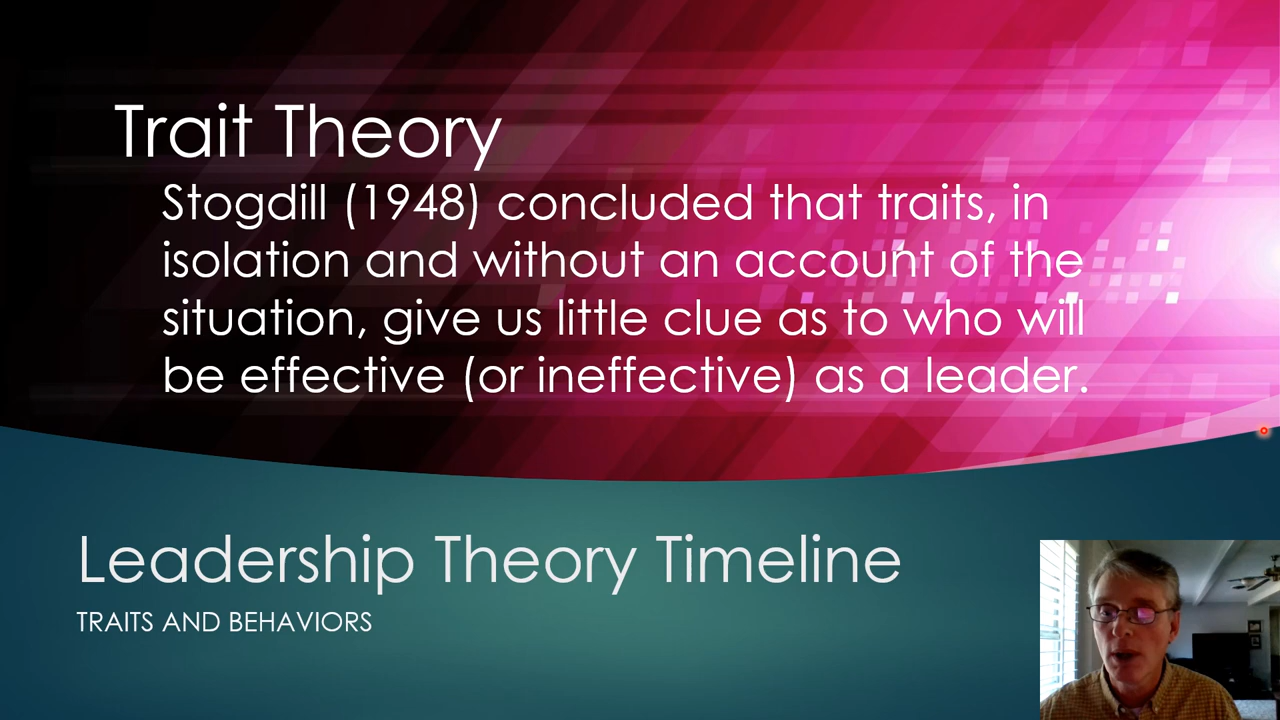 Trait Theory
Stogdill (1948) concluded that traits, in
isolation and without an account of the
situation, give us little clue as to who will
be effective (or ineffective) as a leader.
Leadership Theory Timeline
TRAITS AND BEHAVIORS